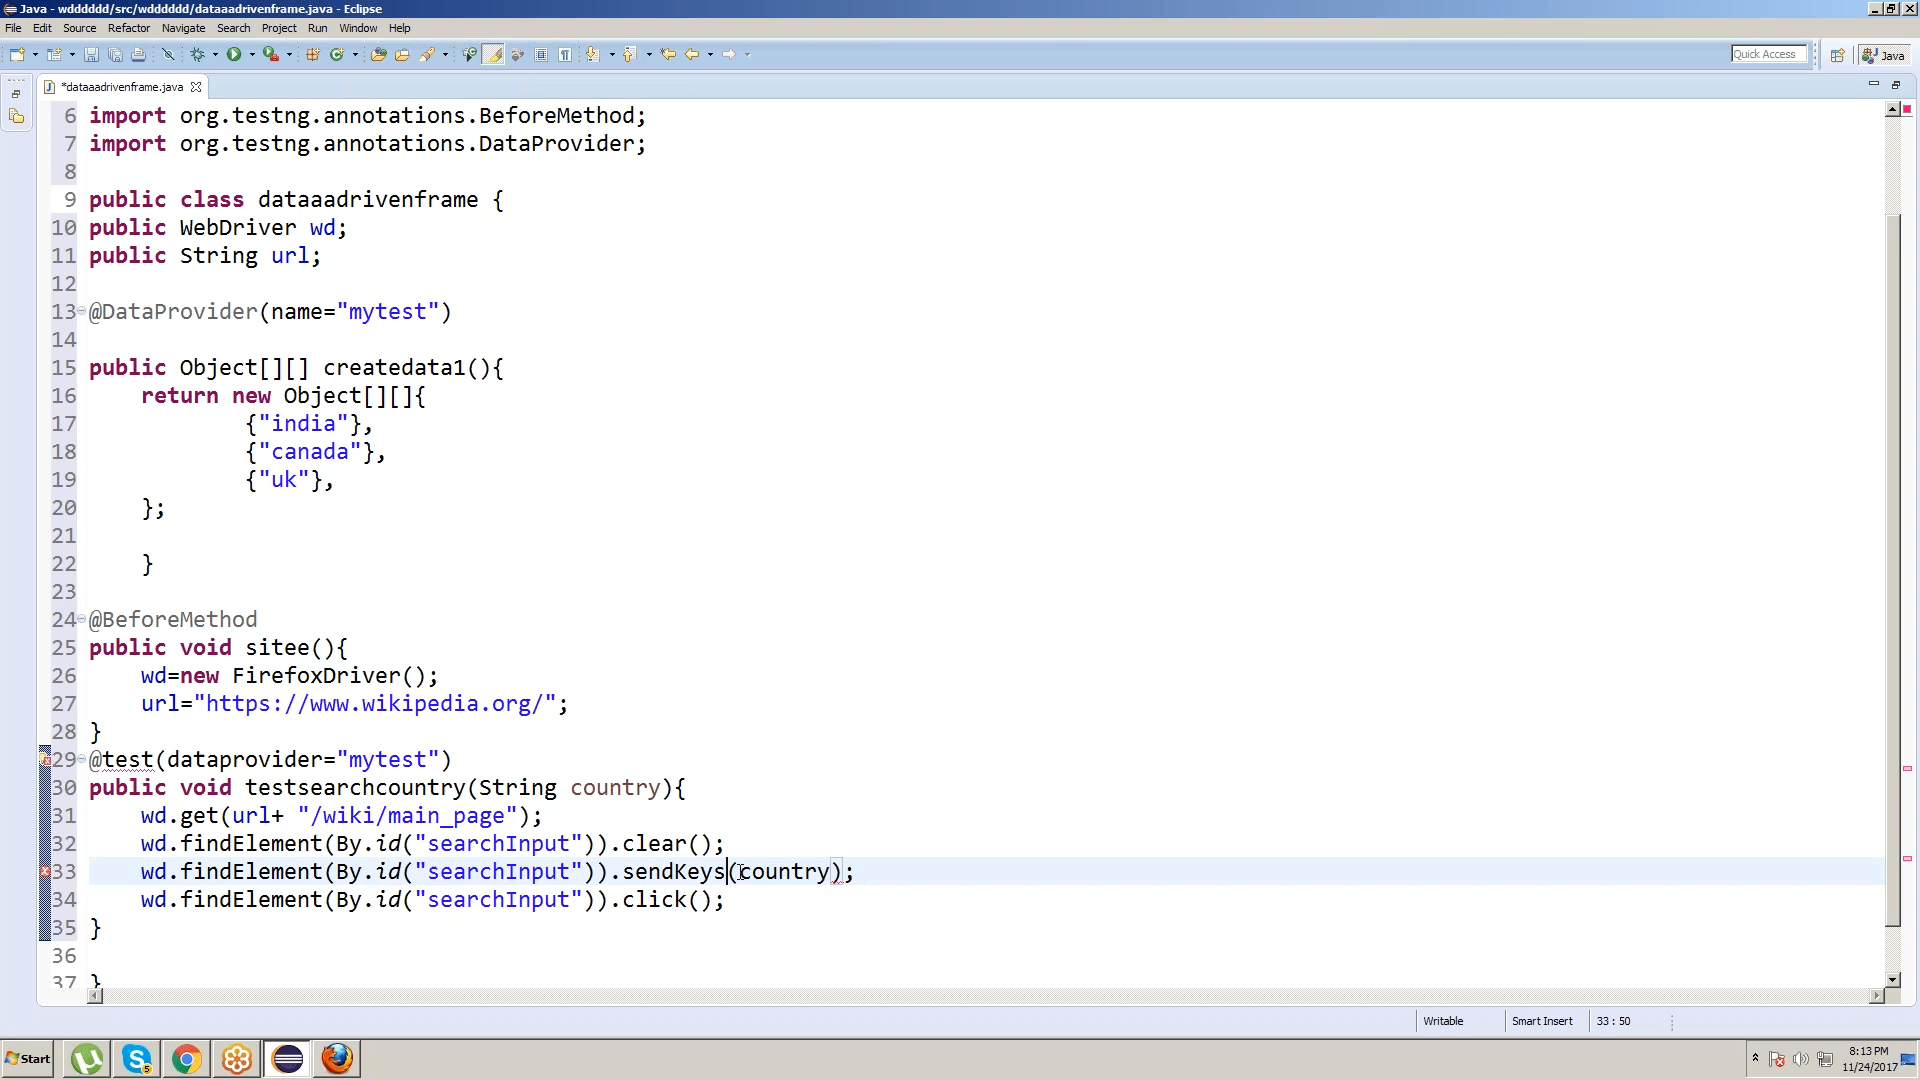 Java - wdddddd/src/wdddddd/dataaadrivenframe.java - Eclipse
File Edit Source Refactor Navigate Search Project Run Window Help
Quick Access Java
*dataaadrivenframe.java
6 import org.testng.annotations.BeforeMethod;
7 import org.testng.annotations.DataProvider;
8
9 public class dataaadrivenframe {
10 public WebDriver wd;
11 public String url;
12
13 @DataProvider(name="mytest")
14
15 public Object[][] createdata1(){
16 return new Object[][]{
17 {"india"},
18 {"canada"},
19 {"uk"},
20 };
21
22 }
23
24 @BeforeMethod
25 public void sitee(){
26 wd=new FirefoxDriver();
27 url="https://www.wikipedia.org/";
28 }
29 @test(dataprovider="mytest")
30 public void testsearchcountry(String country){
31 wd.get(url+ "/wiki/main_page");
32 wd.findElement(By.id("searchInput")).clear();
33 wd.findElement(By.id("searchInput")).sendKeys(country);
34 wd.findElement(By.id("searchInput")).click();
35 }
36
37 }
Writable Smart Insert 33 : 50
Start 8:13 PM
11/24/2017